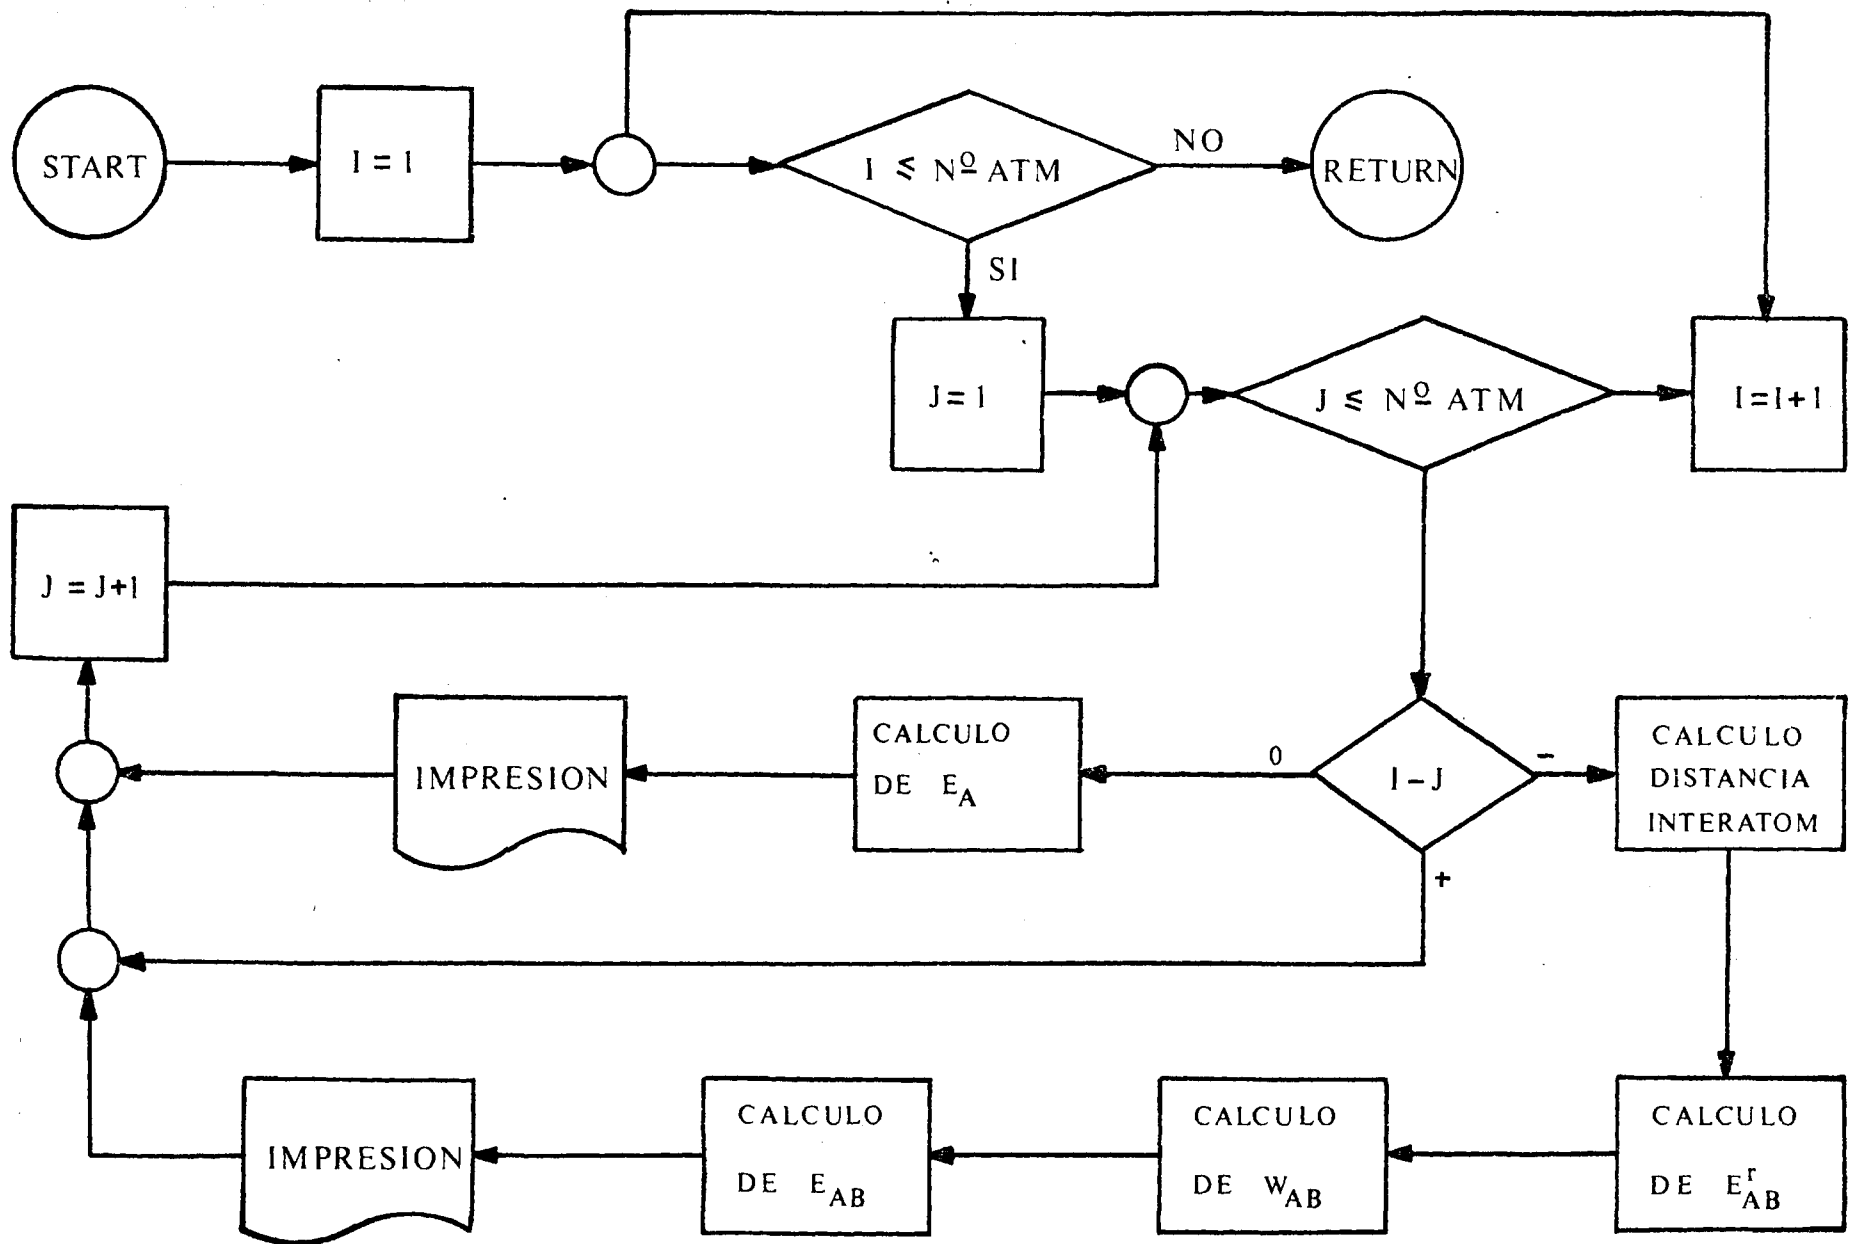 START
I = 1
I ≤ Nº ATM
NO
RETURN
SI
J = 1
J ≤ Nº ATM
I = I+1
J = J+1
IMPRESION
CALCULO
DE E_A
0
I – J
–
+
CALCULO
DISTANCIA
INTERATOM
IMPRESION
CALCULO
DE E_AB
CALCULO
DE W_AB
CALCULO
DE E^r_AB